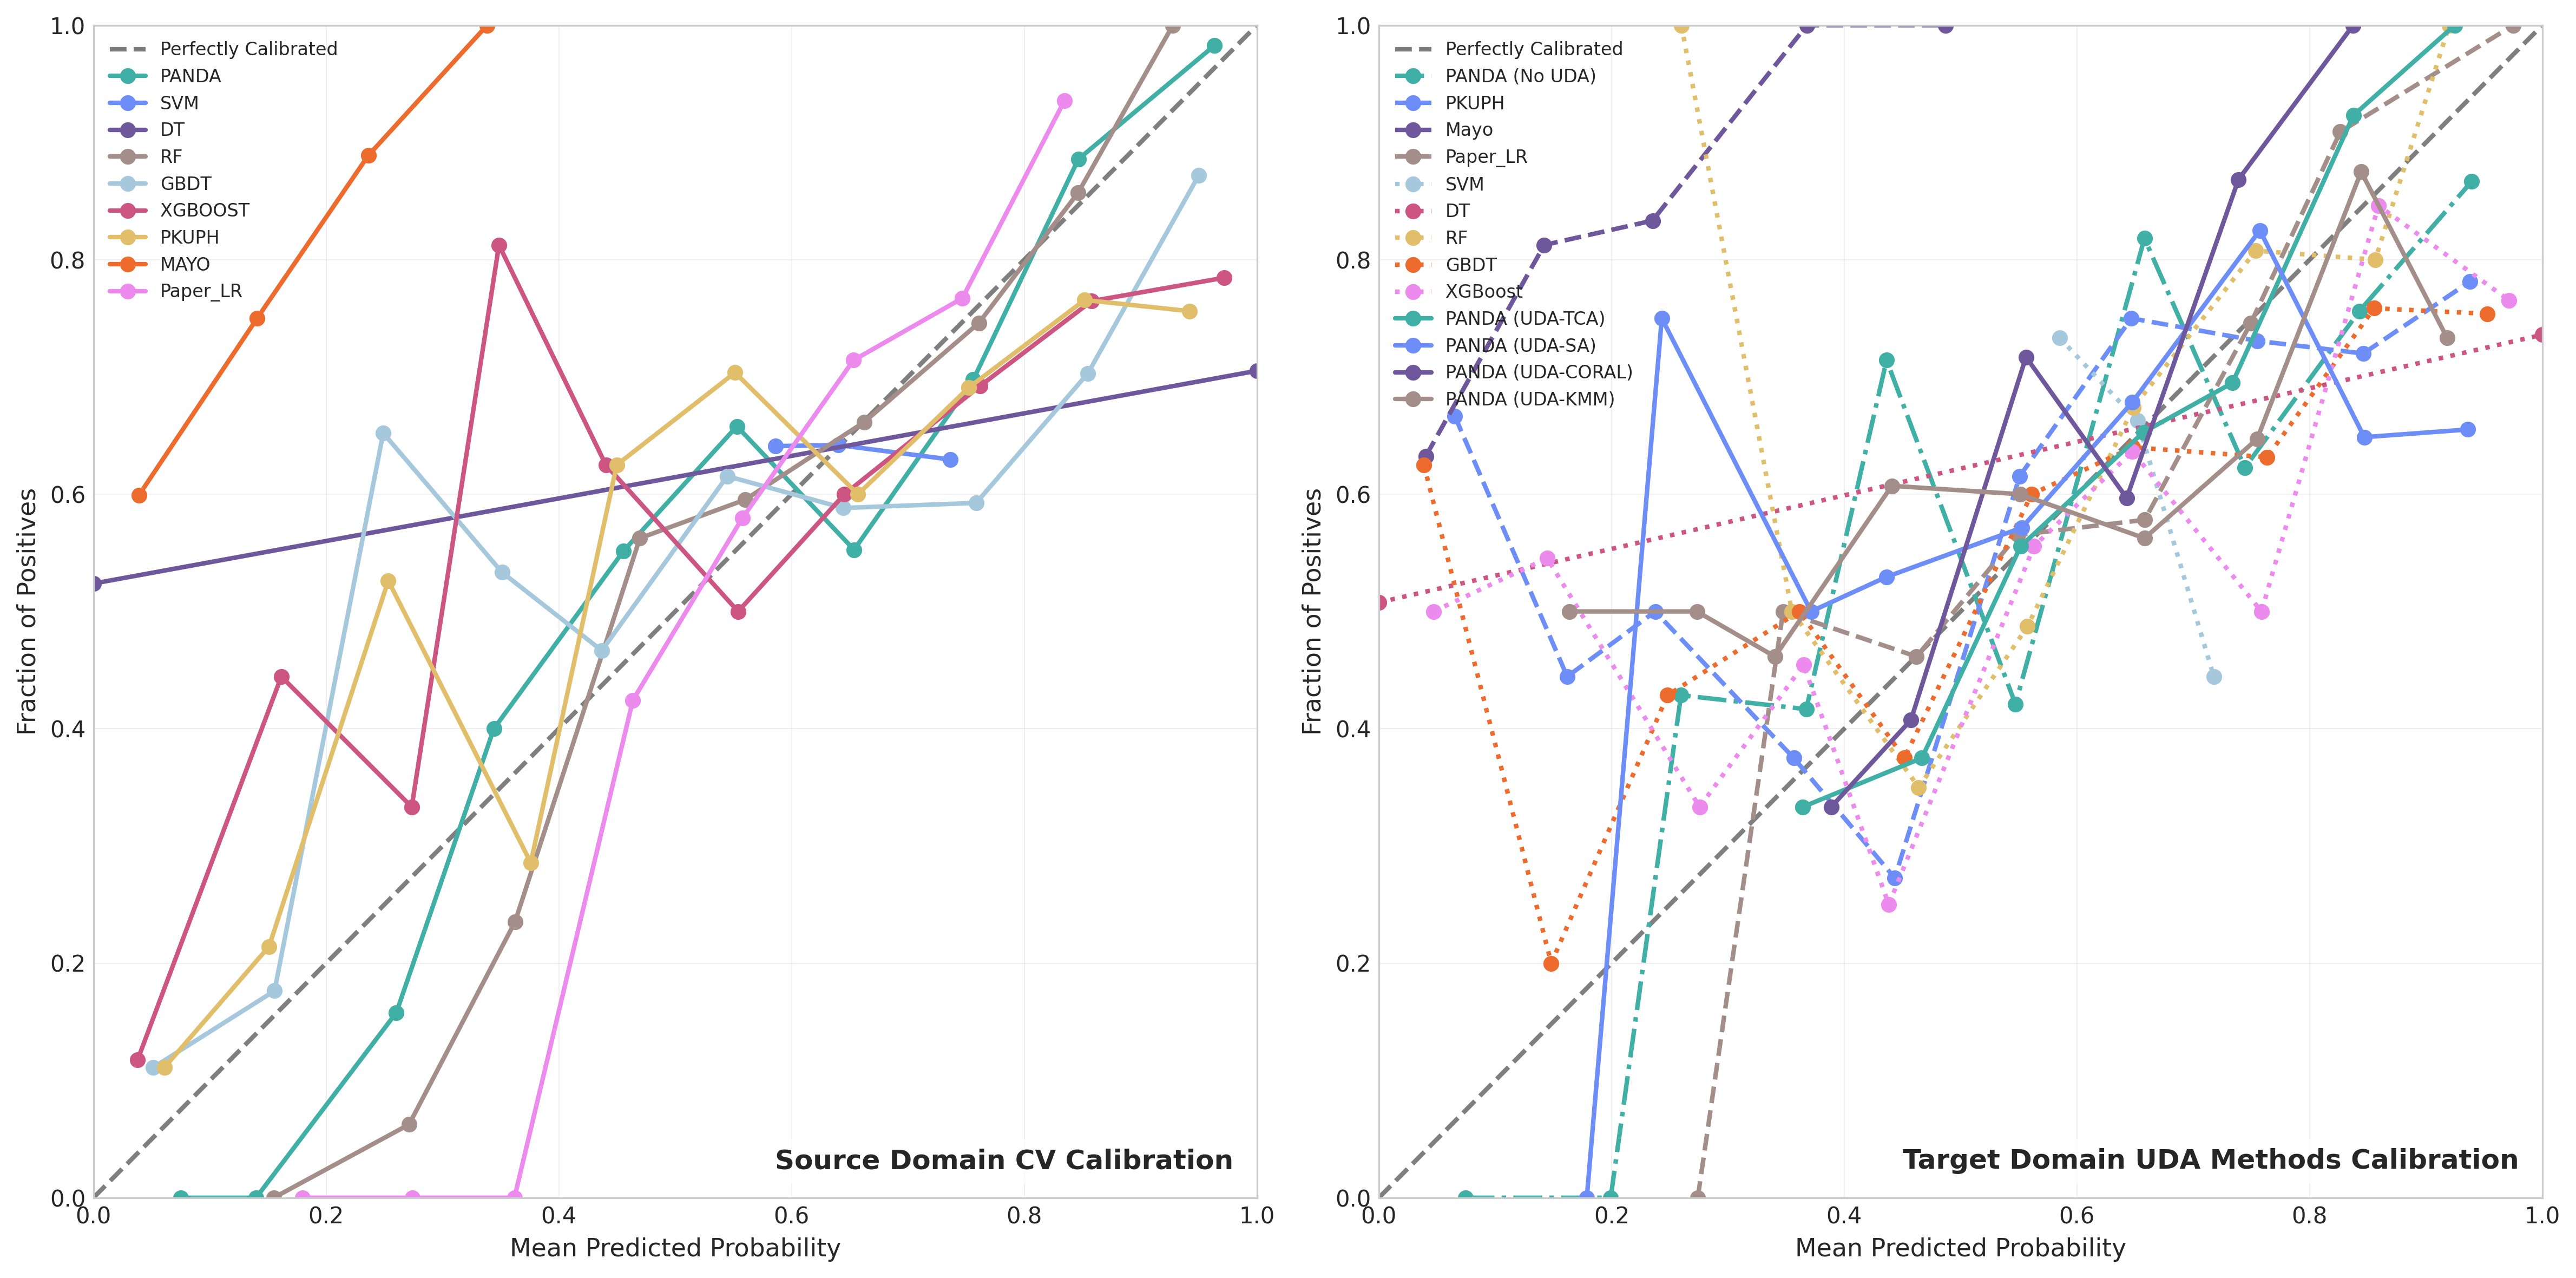 1.0
0.8
0.6
0.4
0.2
0.0
Fraction of Positives
Perfectly Calibrated
PANDA
SVM
DT
RF
GBDT
XGBOOST
PKUPH
MAYO
Paper_LR
Source Domain CV Calibration
0.0 0.2 0.4 0.6 0.8 1.0
Mean Predicted Probability
1.0
0.8
0.6
0.4
0.2
0.0
Fraction of Positives
Perfectly Calibrated
PANDA (No UDA)
PKUPH
Mayo
Paper_LR
SVM
DT
RF
GBDT
XGBoost
PANDA (UDA-TCA)
PANDA (UDA-SA)
PANDA (UDA-CORAL)
PANDA (UDA-KMM)
Target Domain UDA Methods Calibration
0.0 0.2 0.4 0.6 0.8 1.0
Mean Predicted Probability